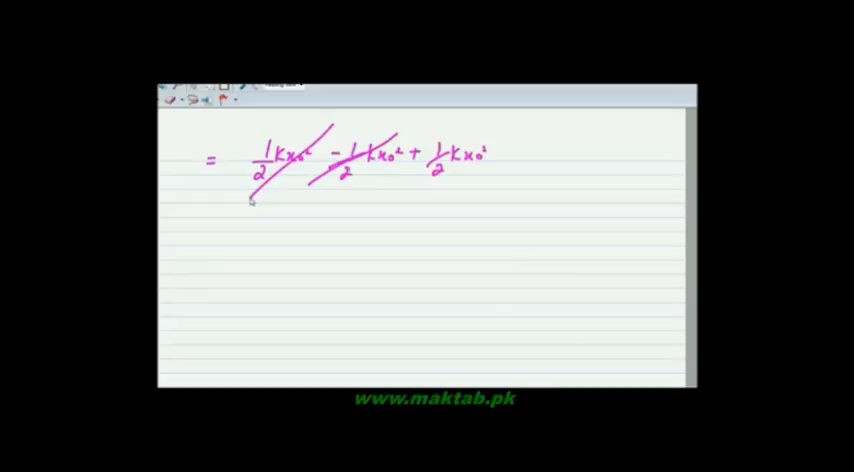 = 1/2 Kx₀² - 1/2 Kx₀² + 1/2 Kx₀²
www.maktab.pk